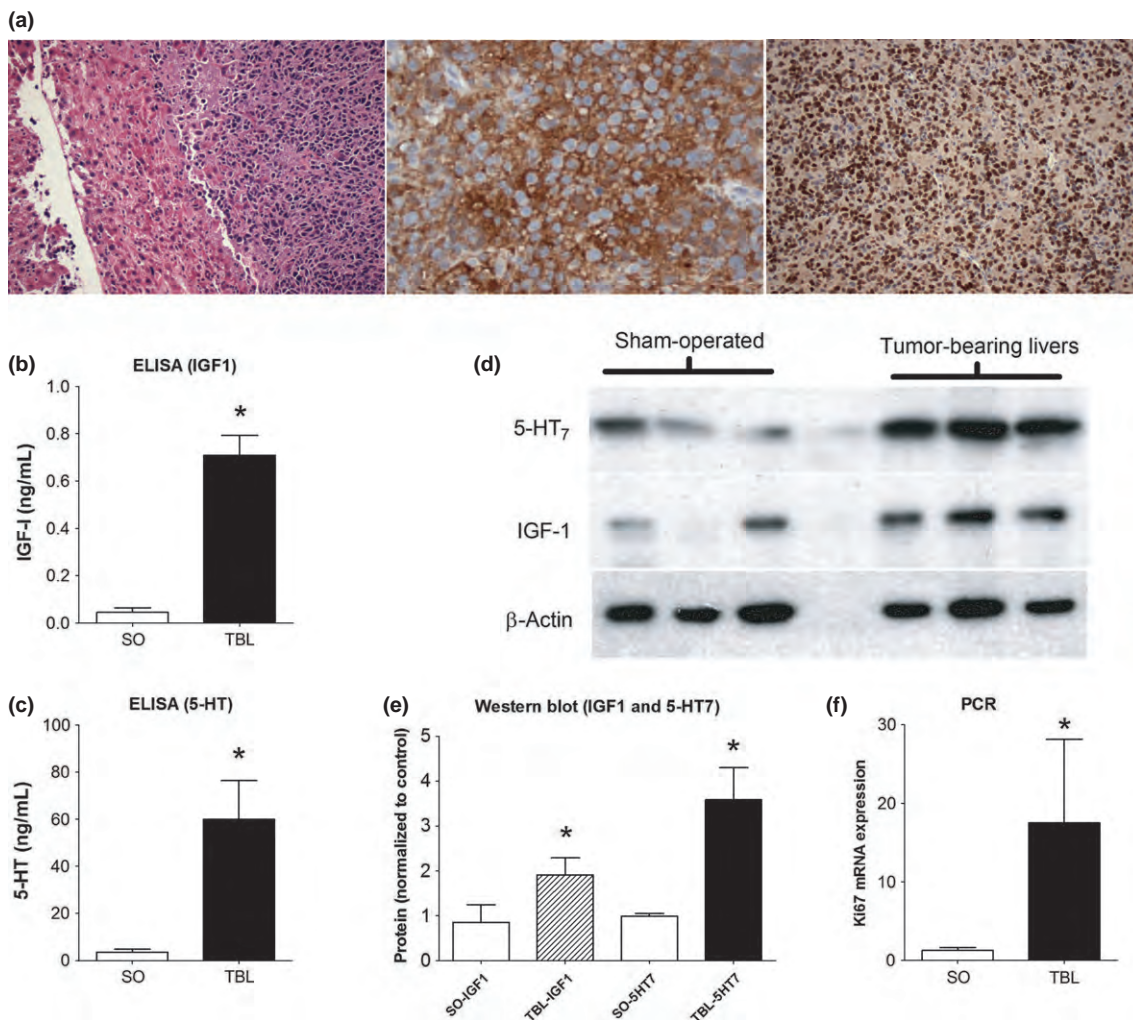 (a)
(b)
ELISA (IGF1)
IGF-I (ng/mL)
1.0
0.8
0.6
0.4
0.2
0.0
*
SO
TBL
(d)
Sham-operated
Tumor-bearing livers
5-HT7
IGF-1
β-Actin
(c)
ELISA (5-HT)
5-HT (ng/mL)
100
80
60
40
20
0
*
SO
TBL
(e)
Western blot (IGF1 and 5-HT7)
Protein (normalized to control)
5
4
3
2
1
0
*
*
SO-IGF1
TBL-IGF1
SO-5HT7
TBL-5HT7
(f)
PCR
Ki67 mRNA expression
30
20
10
0
*
SO
TBL